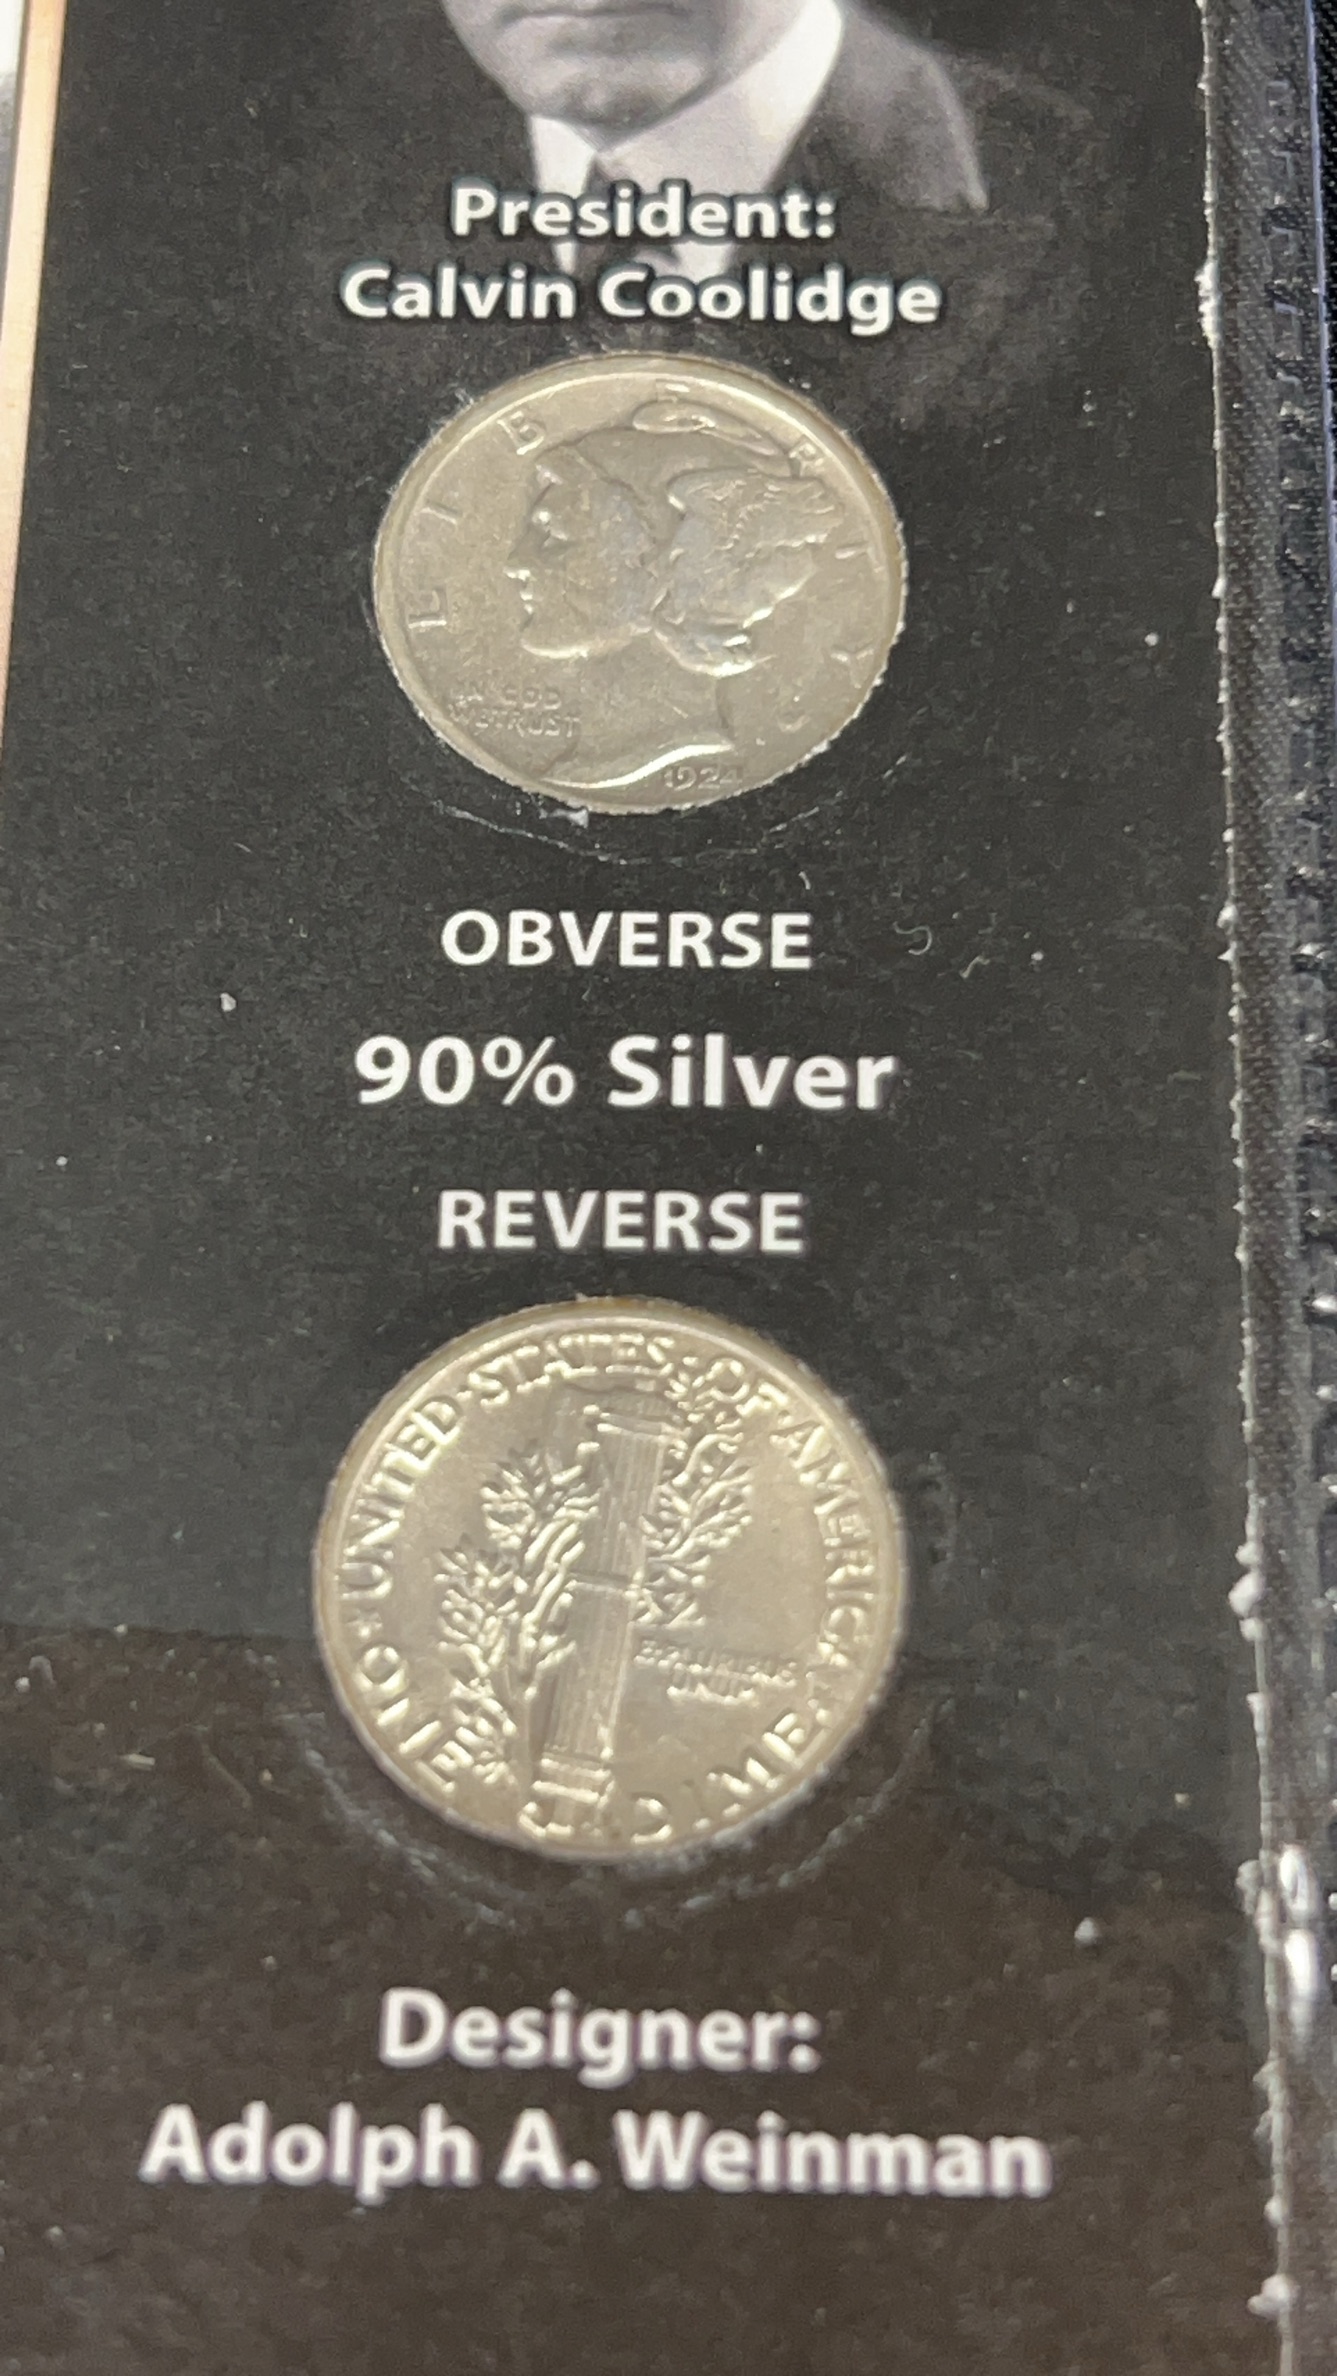 President:
Calvin Coolidge
LIBERTY
IN GOD
WE TRUST
1924
OBVERSE
90% Silver
REVERSE
UNITED·STATES·OF·AMERICA
E·PLURIBUS
UNUM
ONE DIME
Designer:
Adolph A. Weinman